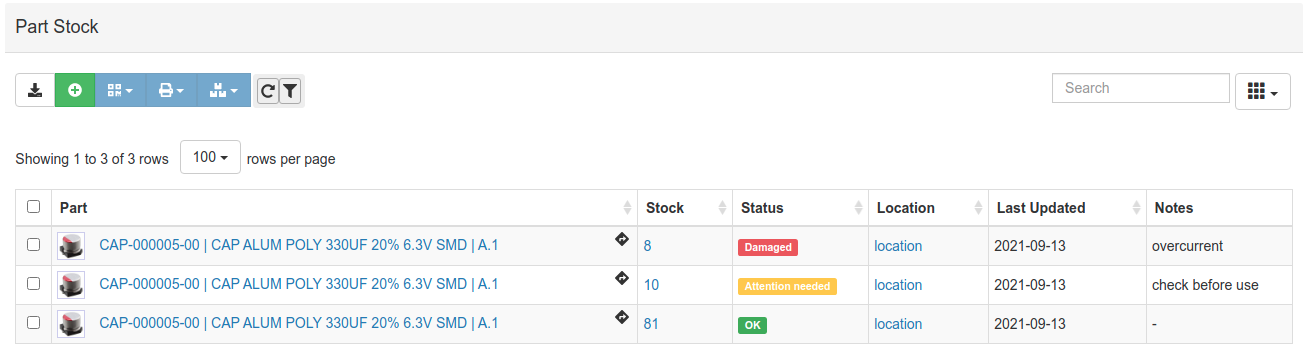 Part Stock
Search
Showing 1 to 3 of 3 rows 100 rows per page
Part Stock Status Location Last Updated Notes
CAP-000005-00 | CAP ALUM POLY 330UF 20% 6.3V SMD | A.1 8 Damaged location 2021-09-13 overcurrent
CAP-000005-00 | CAP ALUM POLY 330UF 20% 6.3V SMD | A.1 10 Attention needed location 2021-09-13 check before use
CAP-000005-00 | CAP ALUM POLY 330UF 20% 6.3V SMD | A.1 81 OK location 2021-09-13 -